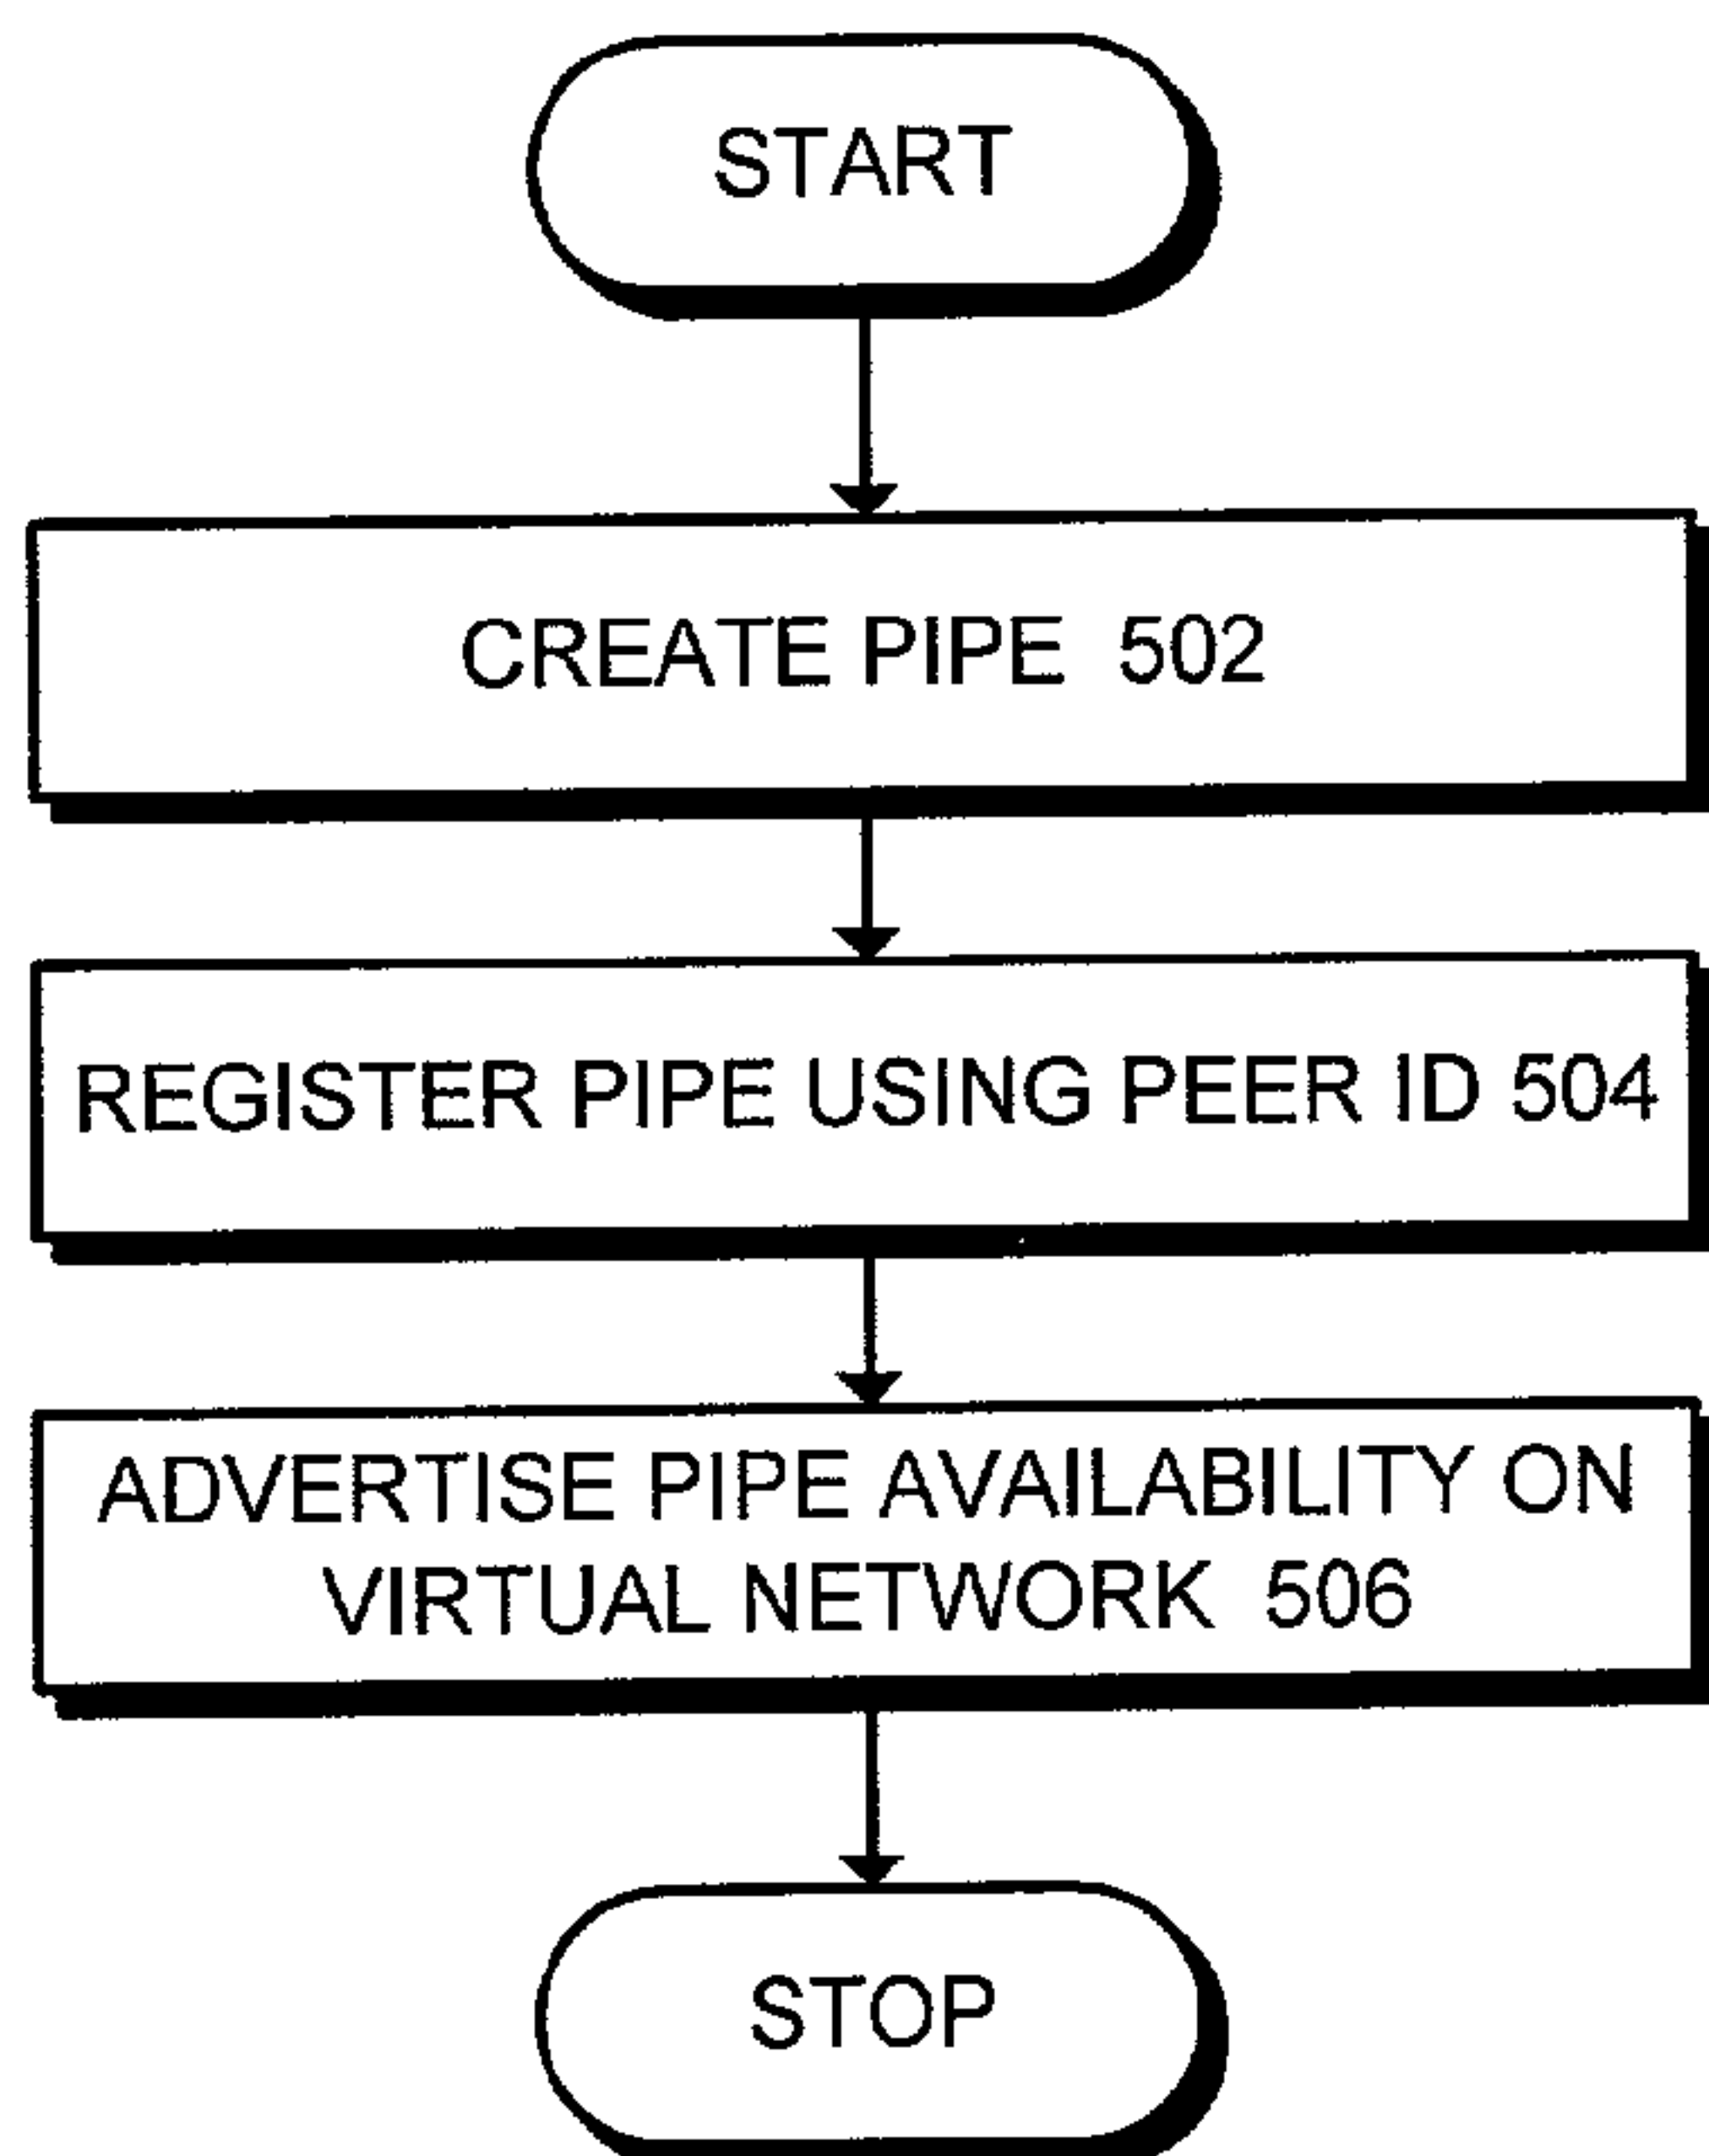 START
CREATE PIPE 502
REGISTER PIPE USING PEER ID 504
ADVERTISE PIPE AVAILABILITY ON
VIRTUAL NETWORK 506
STOP